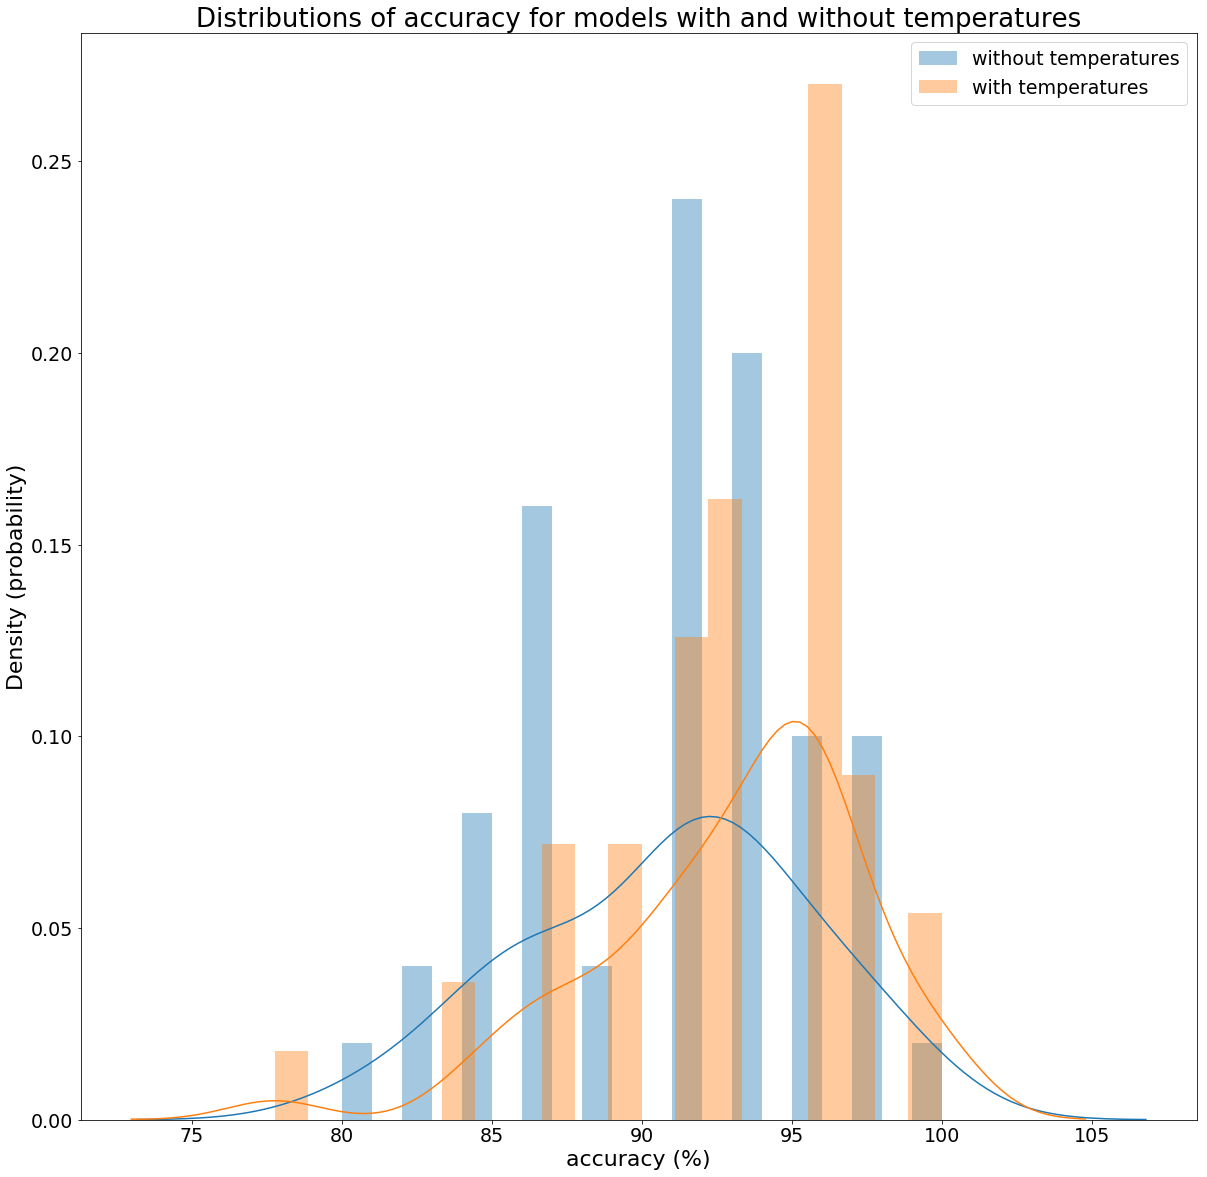 Distributions of accuracy for models with and without temperatures
without temperatures
with temperatures
Density (probability)
0.25
0.20
0.15
0.10
0.05
0.00
75 80 85 90 95 100 105
accuracy (%)